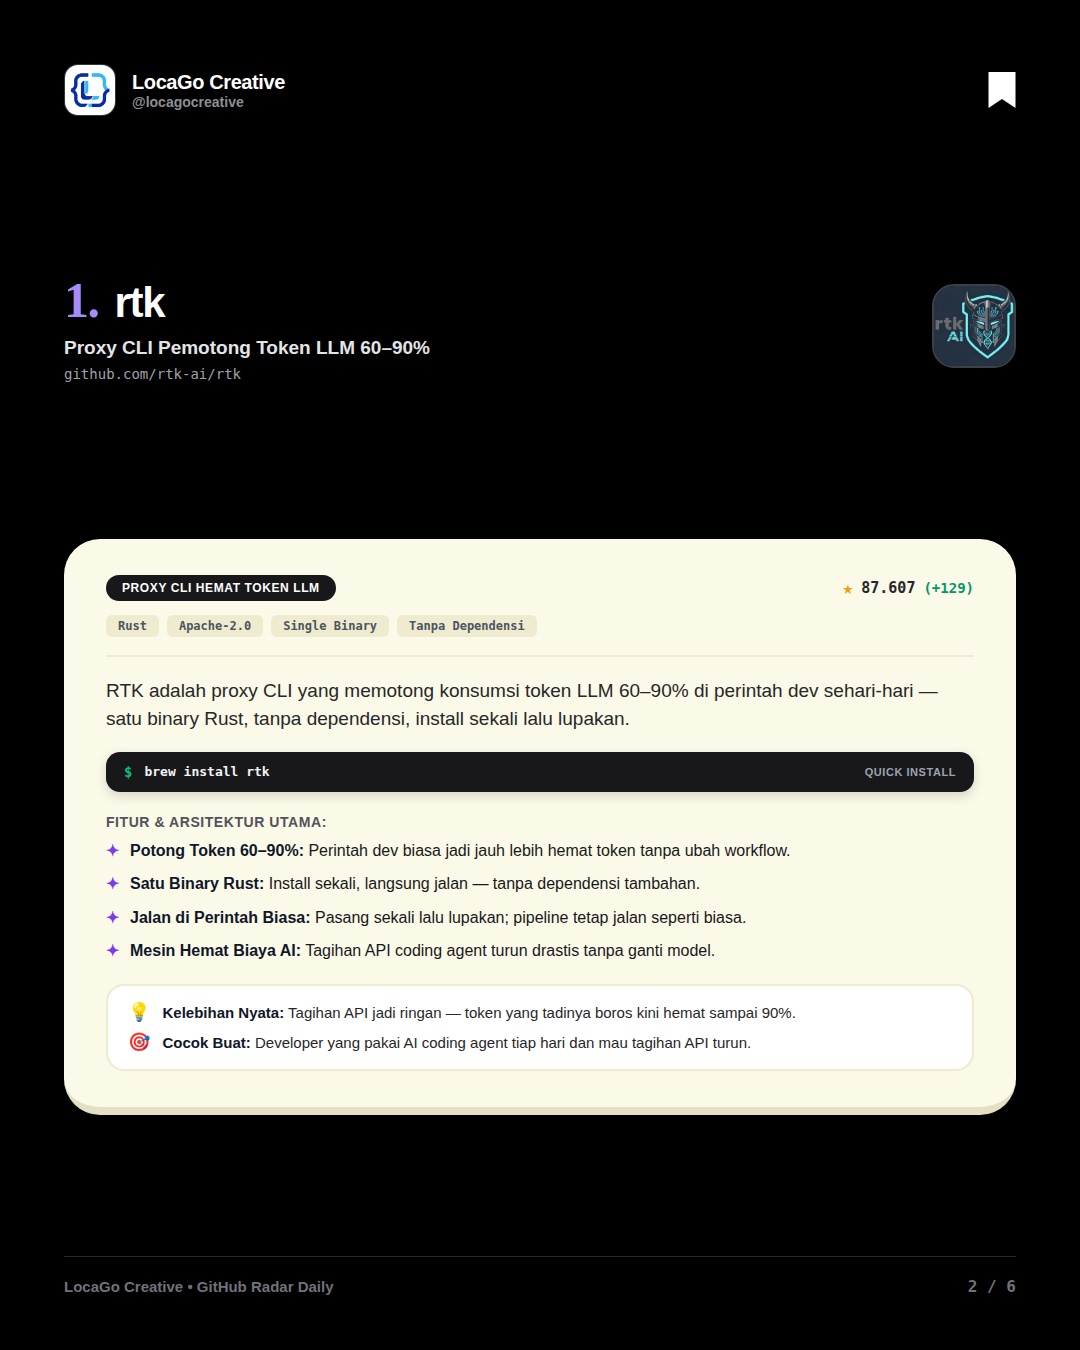 LocaGo Creative
@locagocreative
1. rtk
Proxy CLI Pemotong Token LLM 60–90%
github.com/rtk-ai/rtk
rtk
AI
PROXY CLI HEMAT TOKEN LLM
★ 87.607 (+129)
Rust Apache-2.0 Single Binary Tanpa Dependensi
RTK adalah proxy CLI yang memotong konsumsi token LLM 60–90% di perintah dev sehari-hari —
satu binary Rust, tanpa dependensi, install sekali lalu lupakan.
$ brew install rtk
QUICK INSTALL
FITUR & ARSITEKTUR UTAMA:
✦ Potong Token 60–90%: Perintah dev biasa jadi jauh lebih hemat token tanpa ubah workflow.
✦ Satu Binary Rust: Install sekali, langsung jalan — tanpa dependensi tambahan.
✦ Jalan di Perintah Biasa: Pasang sekali lalu lupakan; pipeline tetap jalan seperti biasa.
✦ Mesin Hemat Biaya AI: Tagihan API coding agent turun drastis tanpa ganti model.
💡 Kelebihan Nyata: Tagihan API jadi ringan — token yang tadinya boros kini hemat sampai 90%.
🎯 Cocok Buat: Developer yang pakai AI coding agent tiap hari dan mau tagihan API turun.
LocaGo Creative • GitHub Radar Daily
2 / 6